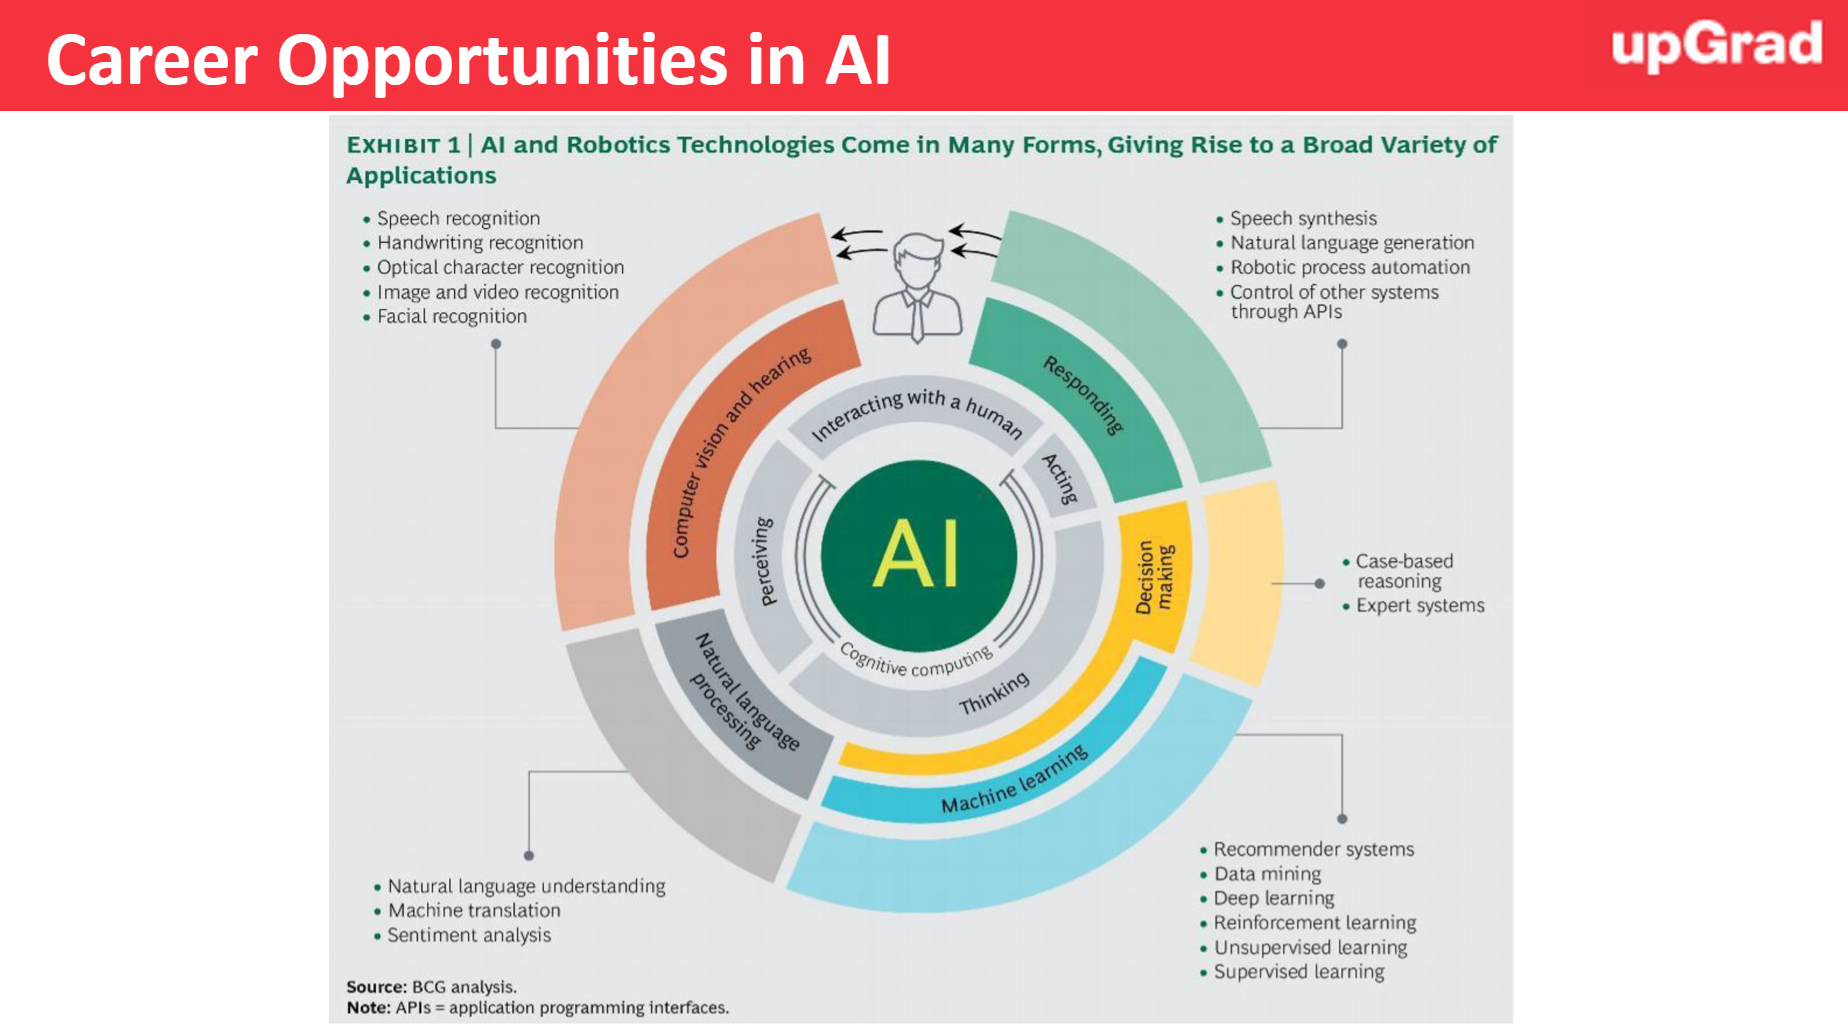 Career Opportunities in AI
upGrad
EXHIBIT 1 | AI and Robotics Technologies Come in Many Forms, Giving Rise to a Broad Variety of
Applications
• Speech recognition
• Handwriting recognition
• Optical character recognition
• Image and video recognition
• Facial recognition
• Speech synthesis
• Natural language generation
• Robotic process automation
• Control of other systems
through APIs
Computer vision and hearing
Responding
Interacting with a human
Acting
Perceiving
AI
Cognitive computing
Thinking
Decision
making
• Case-based
reasoning
• Expert systems
Natural language
processing
Machine learning
• Natural language understanding
• Machine translation
• Sentiment analysis
• Recommender systems
• Data mining
• Deep learning
• Reinforcement learning
• Unsupervised learning
• Supervised learning
Source: BCG analysis.
Note: APIs = application programming interfaces.